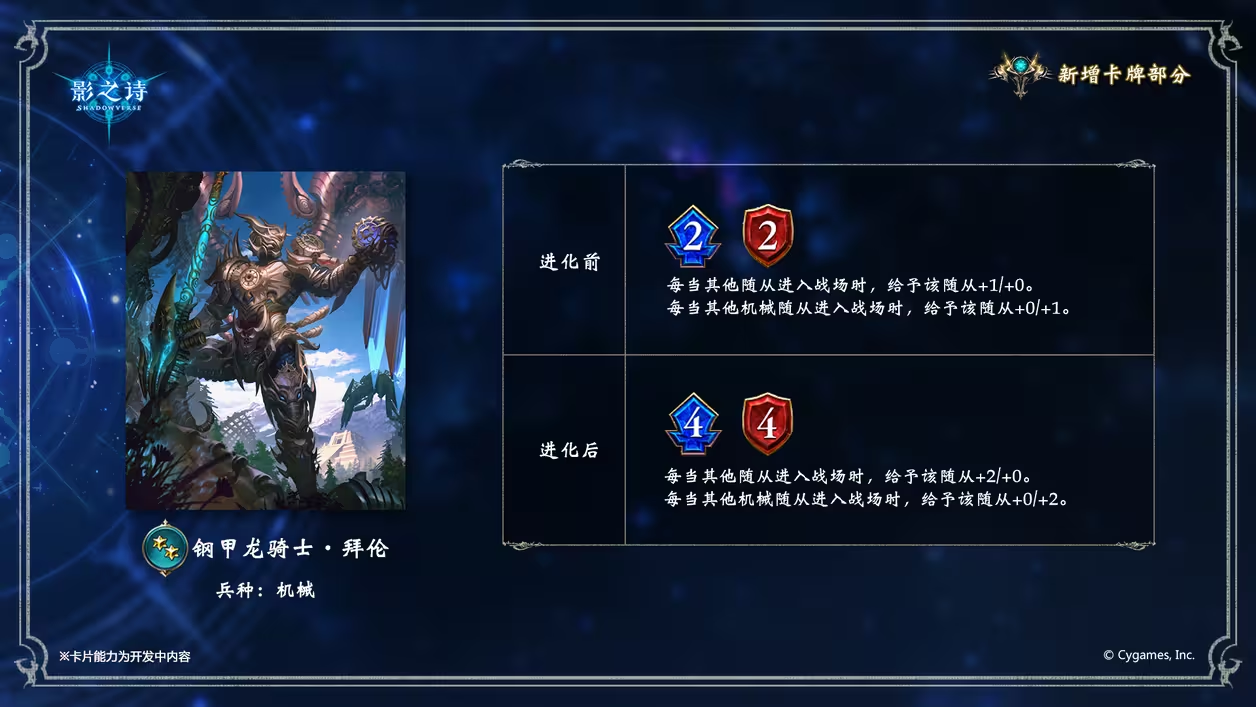 影之诗
SHADOWVERSE
新增卡牌部分
进化前
2 2
每当其他随从进入战场时，给予该随从+1/+0。
每当其他机械随从进入战场时，给予该随从+0/+1。
进化后
4 4
每当其他随从进入战场时，给予该随从+2/+0。
每当其他机械随从进入战场时，给予该随从+0/+2。
钢甲龙骑士·拜伦
兵种：机械
※卡片能力为开发中内容
© Cygames, Inc.